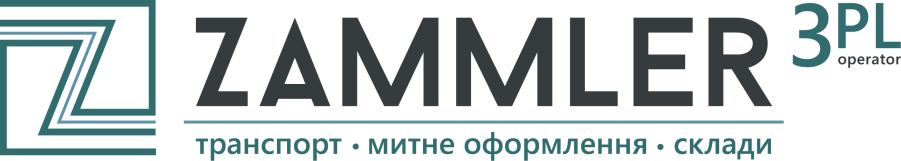 ZAMMLER
3PL
operator
транспорт • митне оформлення • склади